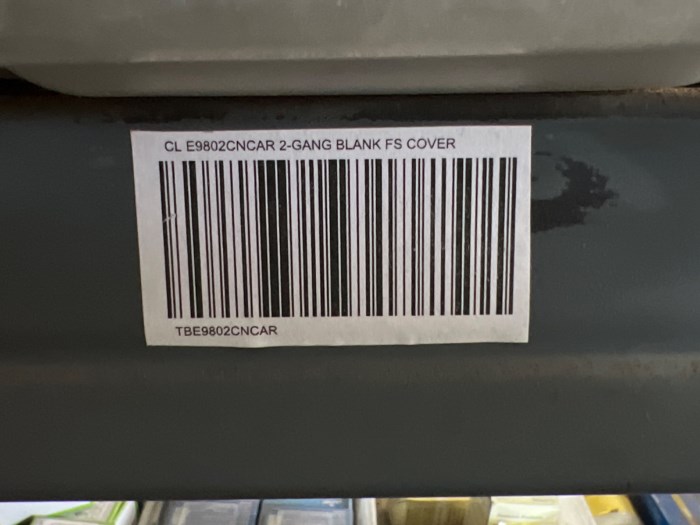 CL E9802CNCAR 2-GANG BLANK FS COVER
TBE9802CNCAR